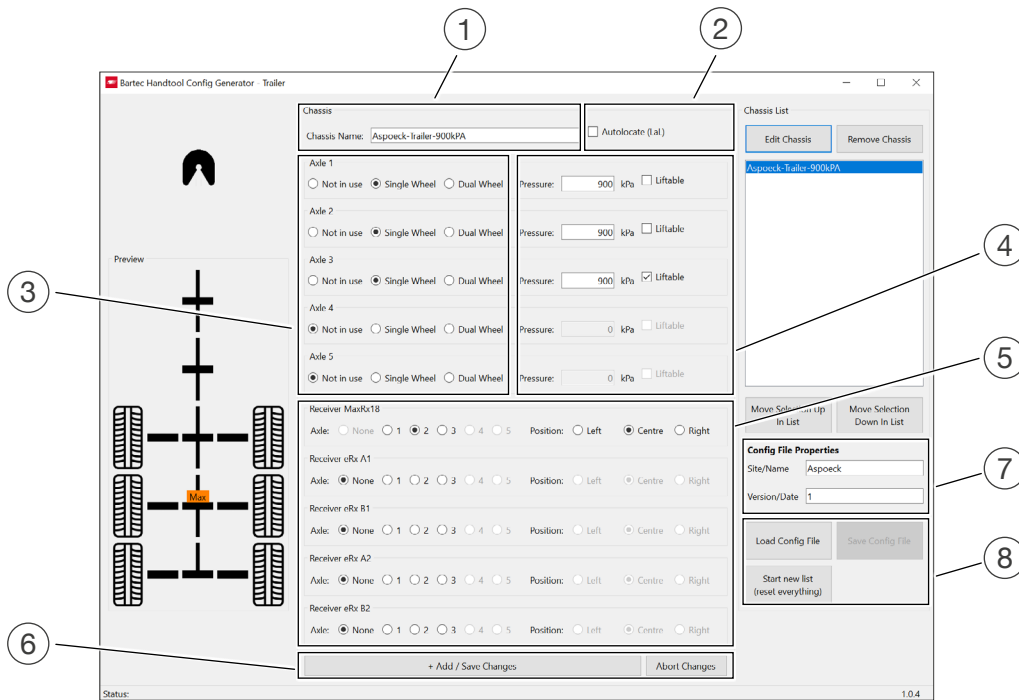 1
2
Bartec Handtool Config Generator - Trailer
Chassis
Chassis Name: Aspoeck-Trailer-900kPA
Autolocate (Lal.)
Chassis List
Edit Chassis Remove Chassis
Aspoeck-Trailer-900kPA
Axle 1
Not in use Single Wheel Dual Wheel Pressure: 900 kPa Liftable
Axle 2
Not in use Single Wheel Dual Wheel Pressure: 900 kPa Liftable
Axle 3
Not in use Single Wheel Dual Wheel Pressure: 900 kPa Liftable
Axle 4
Not in use Single Wheel Dual Wheel Pressure: 0 kPa Liftable
Axle 5
Not in use Single Wheel Dual Wheel Pressure: 0 kPa Liftable
Preview
Max
3
4
5
Receiver MaxRx18
Axle: None 1 2 3 4 5 Position: Left Centre Right
Receiver eRx A1
Axle: None 1 2 3 4 5 Position: Left Centre Right
Receiver eRx B1
Axle: None 1 2 3 4 5 Position: Left Centre Right
Receiver eRx A2
Axle: None 1 2 3 4 5 Position: Left Centre Right
Receiver eRx B2
Axle: None 1 2 3 4 5 Position: Left Centre Right
Move Selection Up
In List
Move Selection
Down In List
Config File Properties
Site/Name Aspoeck
Version/Date 1
7
Load Config File Save Config File
Start new list
(reset everything)
8
6
+ Add / Save Changes Abort Changes
Status: 1.0.4